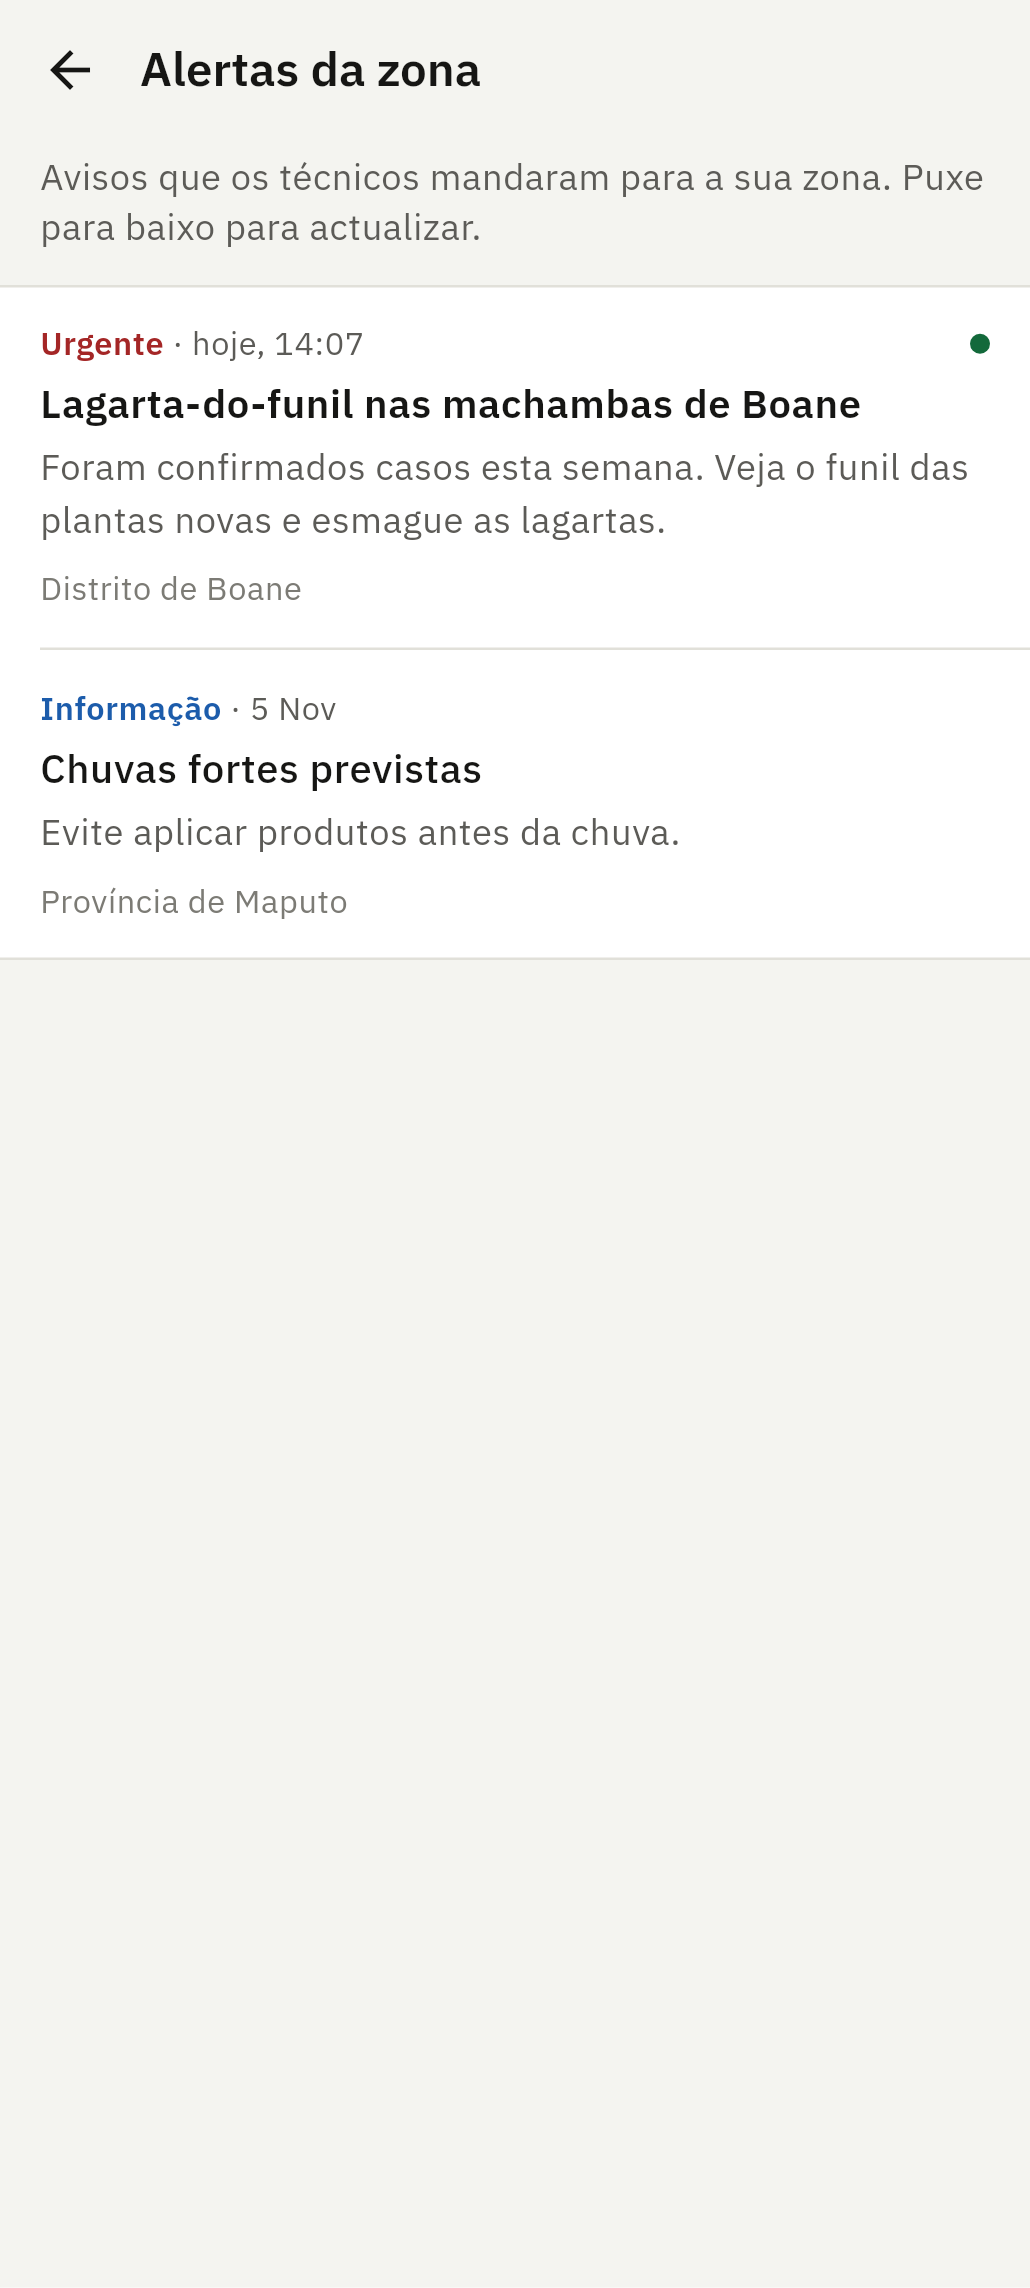 Alertas da zona
Avisos que os técnicos mandaram para a sua zona. Puxe
para baixo para actualizar.
Urgente · hoje, 14:07
Lagarta-do-funil nas machambas de Boane
Foram confirmados casos esta semana. Veja o funil das
plantas novas e esmague as lagartas.
Distrito de Boane
Informação · 5 Nov
Chuvas fortes previstas
Evite aplicar produtos antes da chuva.
Província de Maputo